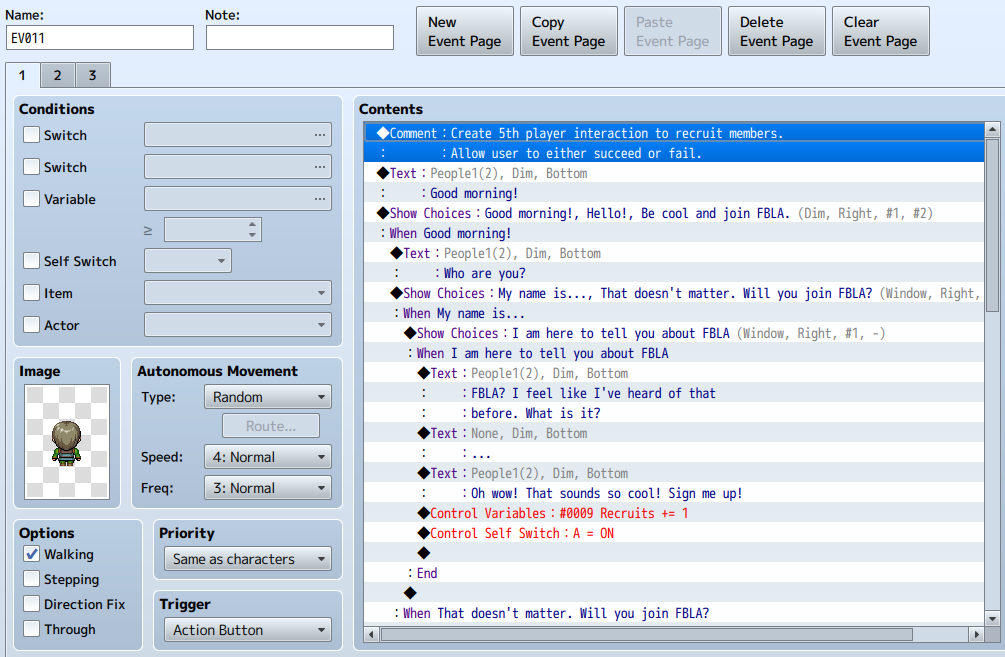 Name:
Note:
EV011
New
Event Page
Copy
Event Page
Paste
Event Page
Delete
Event Page
Clear
Event Page
1
2
3
Conditions
Switch
...
Switch
...
Variable
...
≥
Self Switch
Item
Actor
Image
Autonomous Movement
Type:
Random
Route...
Speed:
4: Normal
Freq:
3: Normal
Options
Walking
Stepping
Direction Fix
Through
Priority
Same as characters
Trigger
Action Button
Contents
◆Comment : Create 5th player interaction to recruit members.
: : Allow user to either succeed or fail.
◆Text : People1(2), Dim, Bottom
: : Good morning!
◆Show Choices : Good morning!, Hello!, Be cool and join FBLA. (Dim, Right, #1, #2)
: When Good morning!
◆Text : People1(2), Dim, Bottom
: : Who are you?
◆Show Choices : My name is..., That doesn't matter. Will you join FBLA? (Window, Right,
: When My name is...
◆Show Choices : I am here to tell you about FBLA (Window, Right, #1, -)
: When I am here to tell you about FBLA
◆Text : People1(2), Dim, Bottom
: : FBLA? I feel like I've heard of that
: : before. What is it?
◆Text : None, Dim, Bottom
: : ...
◆Text : People1(2), Dim, Bottom
: : Oh wow! That sounds so cool! Sign me up!
◆Control Variables : #0009 Recruits += 1
◆Control Self Switch : A = ON
◆
: End
◆
: When That doesn't matter. Will you join FBLA?